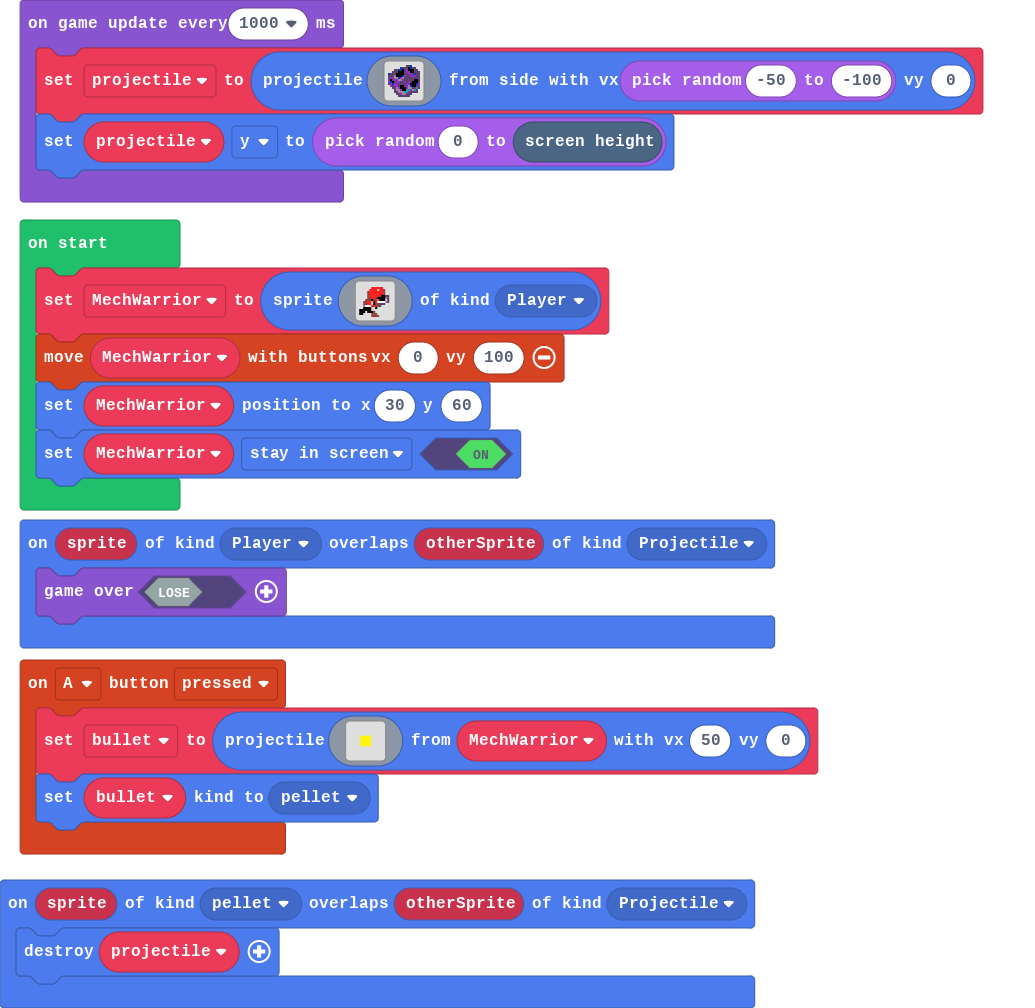 on game update every 1000 ms
set projectile to projectile from side with vx pick random -50 to -100 vy 0
set projectile y to pick random 0 to screen height
on start
set MechWarrior to sprite of kind Player
move MechWarrior with buttons vx 0 vy 100
set MechWarrior position to x 30 y 60
set MechWarrior stay in screen ON
on sprite of kind Player overlaps otherSprite of kind Projectile
game over LOSE
on A button pressed
set bullet to projectile from MechWarrior with vx 50 vy 0
set bullet kind to pellet
on sprite of kind pellet overlaps otherSprite of kind Projectile
destroy projectile